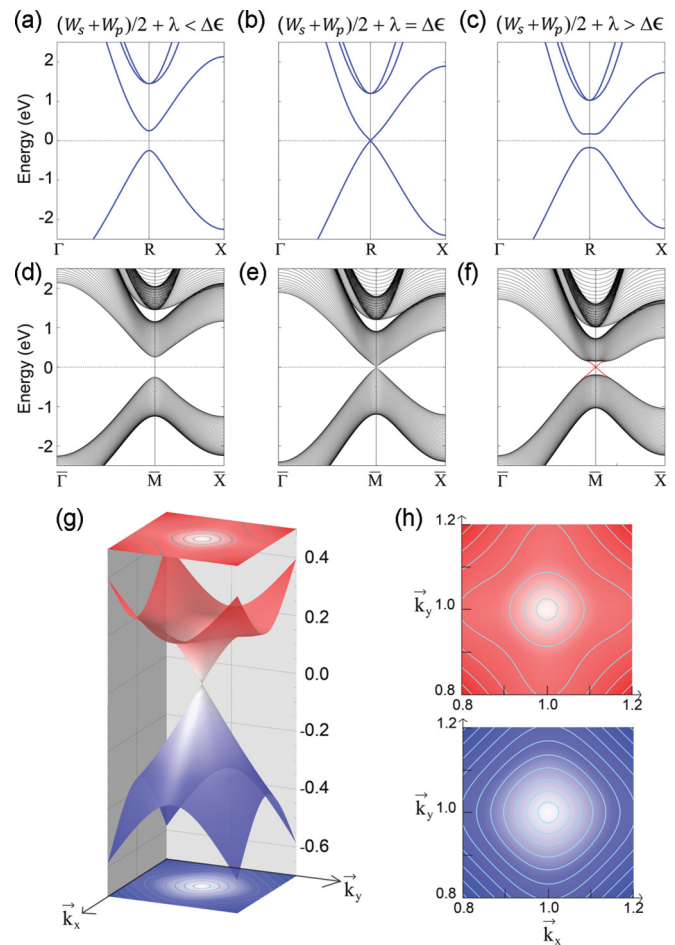 (a) (b) (c)
(Wₛ+Wₚ)/2 + λ < Δϵ (Wₛ+Wₚ)/2 + λ = Δϵ (Wₛ+Wₚ)/2 + λ > Δϵ
Energy (eV)
2
1
0
-1
-2
Γ R X Γ R X Γ R X
(d) (e) (f)
Energy (eV)
2
1
0
-1
-2
Γ̅ M̅ X̅ Γ̅ M̅ X̅ Γ̅ M̅ X̅
(g)
0.4
0.2
0.0
-0.2
-0.4
-0.6
k⃗ₓ
k⃗ᵧ
(h)
1.2
k⃗ᵧ 1.0
0.8
0.8 1.0 1.2
1.2
k⃗ᵧ 1.0
0.8
0.8 1.0 1.2
k⃗ₓ